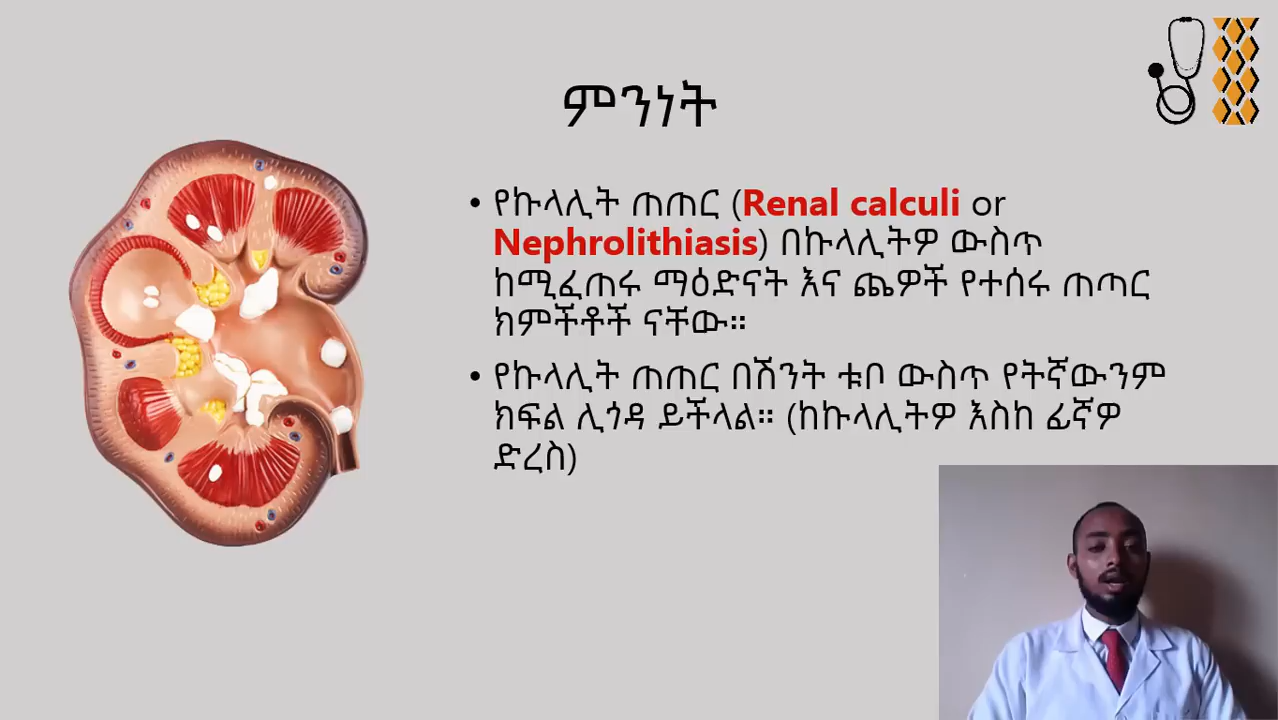 ምንነት
• የኩላሊት ጠጠር (Renal calculi or
Nephrolithiasis) በኩላሊትዎ ውስጥ
ከሚፈጠሩ ማዕድናት እና ጨዎች የተሰሩ ጠጣር
ክምችቶች ናቸው።
• የኩላሊት ጠጠር በሽንት ቱቦ ውስጥ የትኛውንም
ክፍል ሊጎዳ ይችላል። (ከኩላሊትዎ እስከ ፊኛዎ
ድረስ)